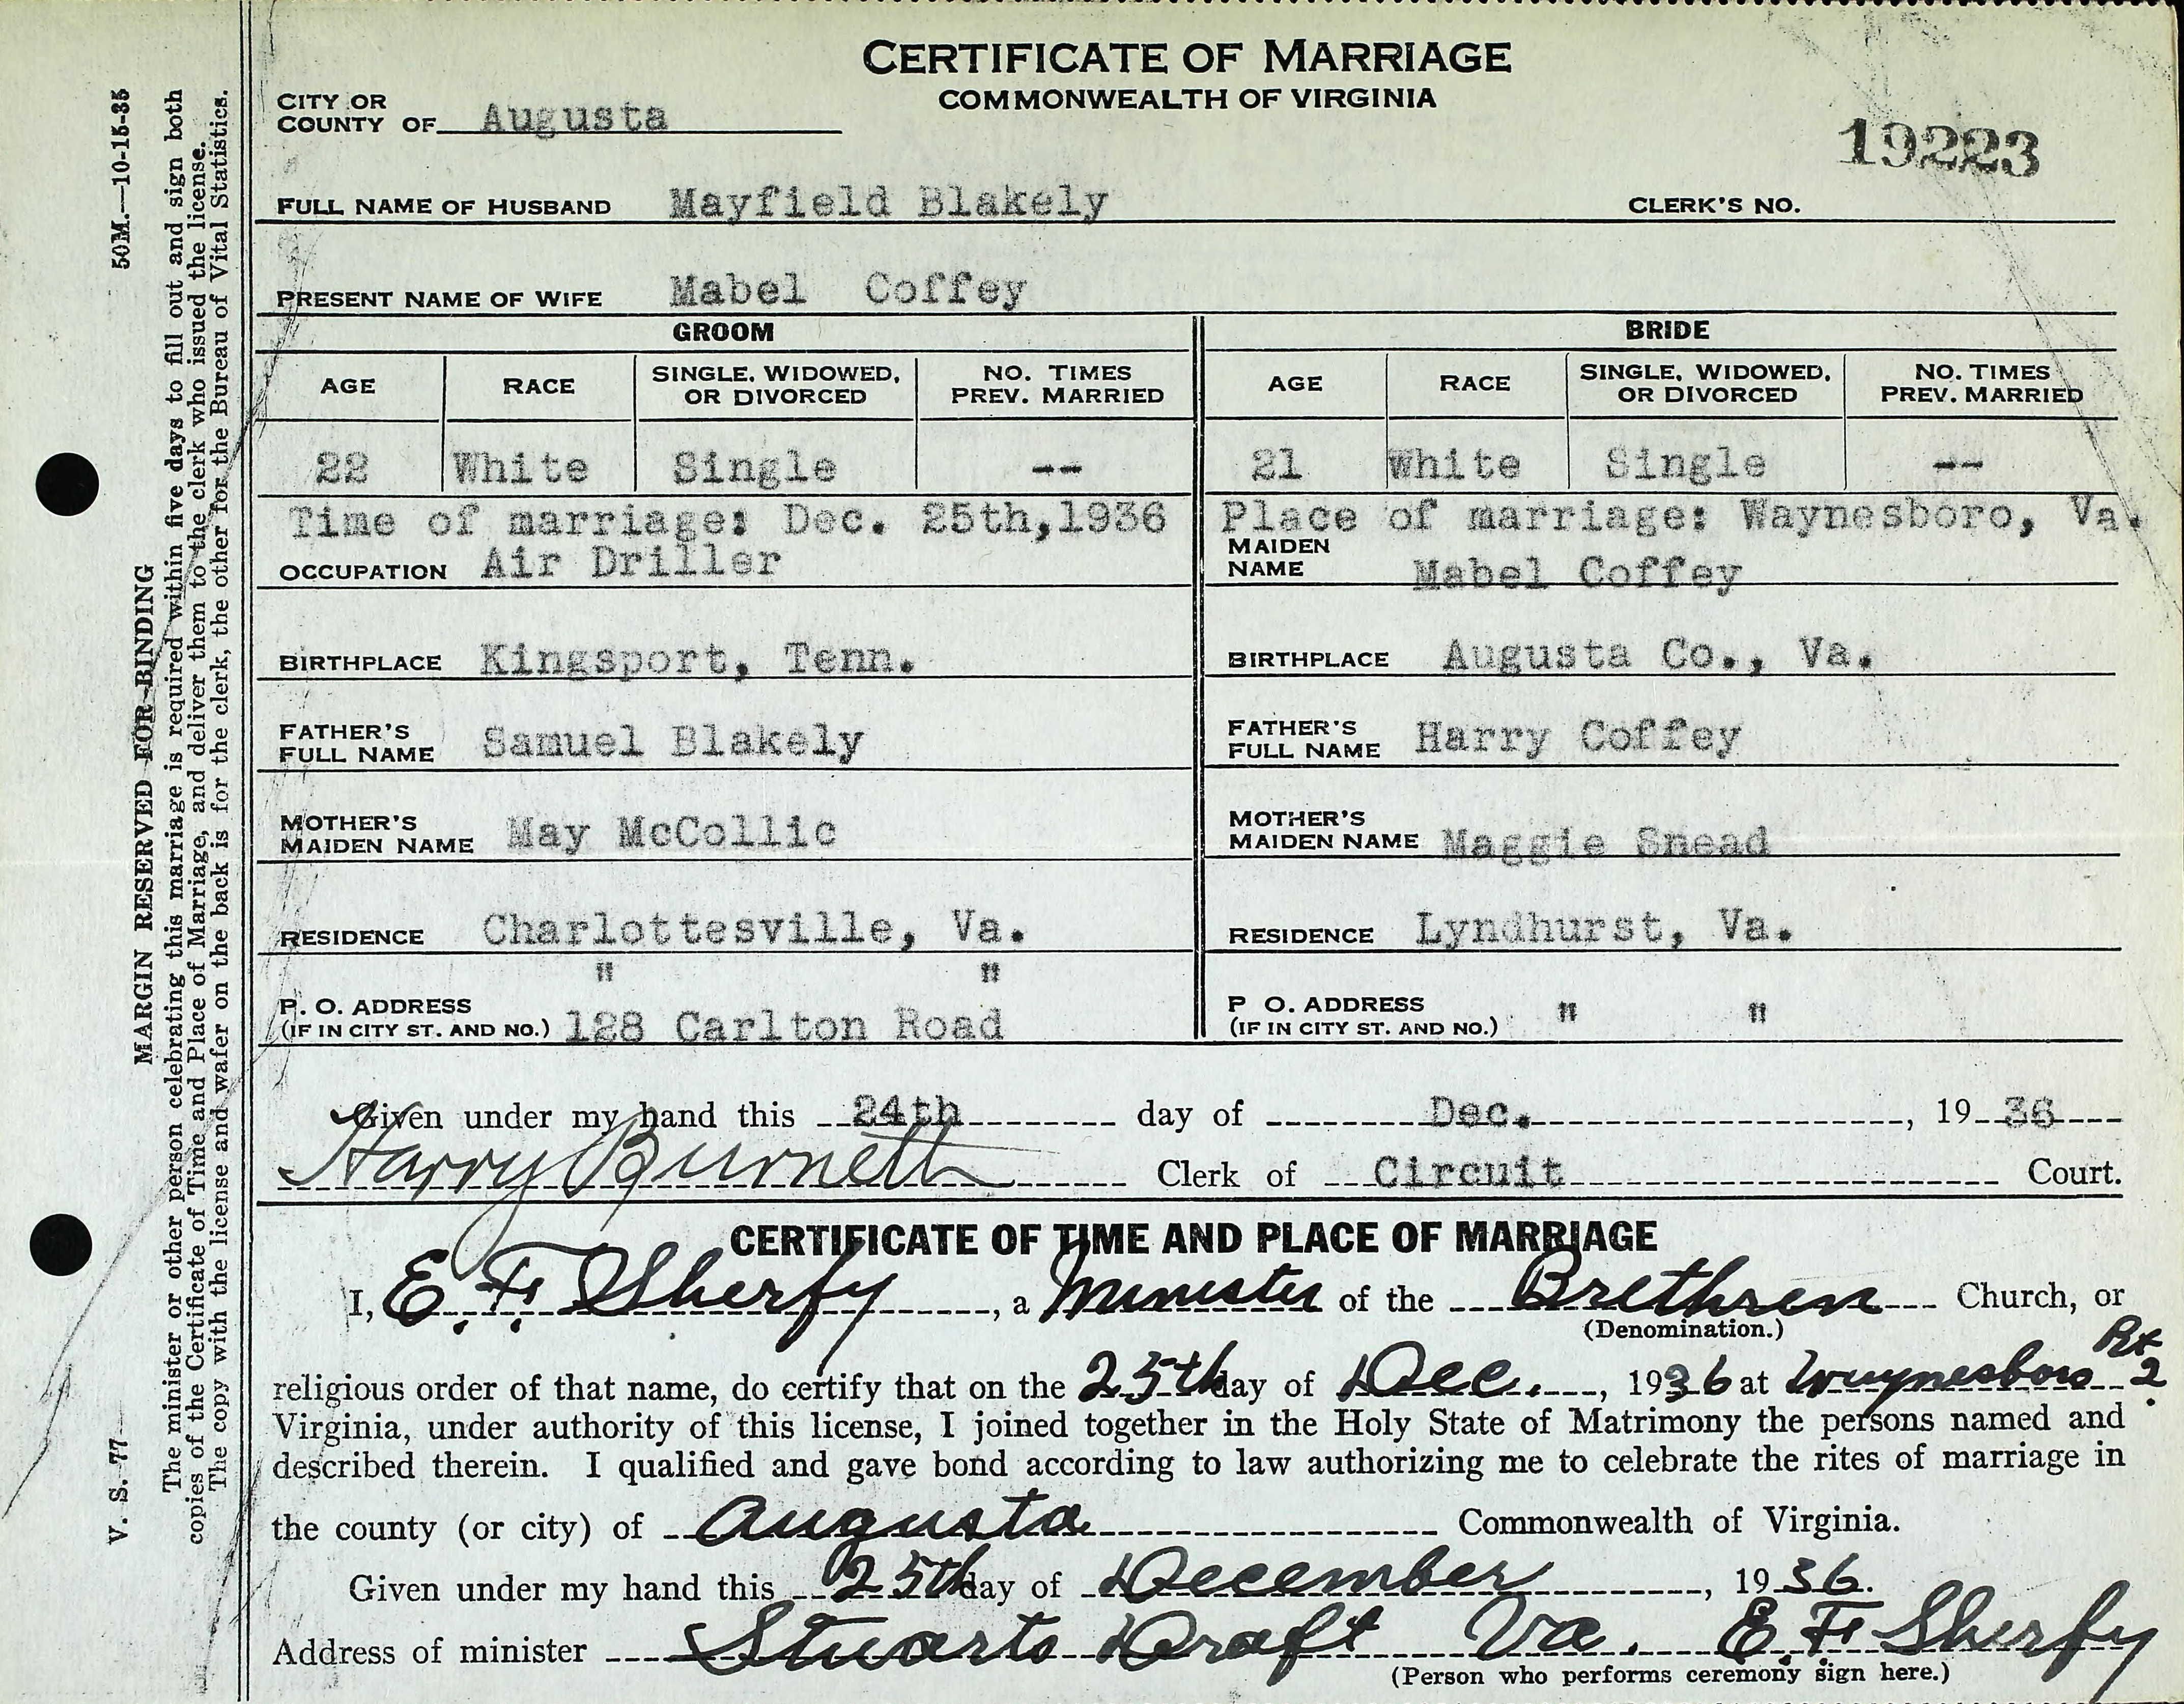 CERTIFICATE OF MARRIAGE
COMMONWEALTH OF VIRGINIA
CITY OR
COUNTY OF Augusta
19223
FULL NAME OF HUSBAND Mayfield Blakely CLERK'S NO.
PRESENT NAME OF WIFE Mabel Coffey
GROOM BRIDE
AGE RACE SINGLE, WIDOWED, OR DIVORCED NO. TIMES PREV. MARRIED AGE RACE SINGLE, WIDOWED, OR DIVORCED NO. TIMES PREV. MARRIED
22 White Single -- 21 White Single --
Time of marriage: Dec. 25th,1936 Place of marriage: Waynesboro, Va.
OCCUPATION Air Driller MAIDEN NAME Mabel Coffey
BIRTHPLACE Kingsport, Tenn. BIRTHPLACE Augusta Co., Va.
FATHER'S FULL NAME Samuel Blakely FATHER'S FULL NAME Harry Coffey
MOTHER'S MAIDEN NAME May McCollic MOTHER'S MAIDEN NAME Maggie Snead
RESIDENCE Charlottesville, Va. RESIDENCE Lyndhurst, Va.
" "
P. O. ADDRESS (IF IN CITY ST. AND NO.) 128 Carlton Road P O. ADDRESS (IF IN CITY ST. AND NO.) " "
Given under my hand this 24th day of Dec., 1936
Harry Burnett Clerk of Circuit Court.
CERTIFICATE OF TIME AND PLACE OF MARRIAGE
I, E. F. Sherfy, a Minister of the Brethren Church, or
(Denomination.)
religious order of that name, do certify that on the 25th day of Dec., 1936 at Waynesboro Rt 2.
Virginia, under authority of this license, I joined together in the Holy State of Matrimony the persons named and
described therein. I qualified and gave bond according to law authorizing me to celebrate the rites of marriage in
the county (or city) of Augusta Commonwealth of Virginia.
Given under my hand this 25th day of December, 1936.
Address of minister Stuarts Draft Va. E. F. Sherfy
(Person who performs ceremony sign here.)
V. S. 77 MARGIN RESERVED FOR BINDING 50M.—10-15-35
The minister or other person celebrating this marriage is required within five days to fill out and sign both
copies of the Certificate of Time and Place of Marriage, and deliver them to the clerk who issued the license.
The copy with the license and wafer on the back is for the clerk, the other for the Bureau of Vital Statistics.